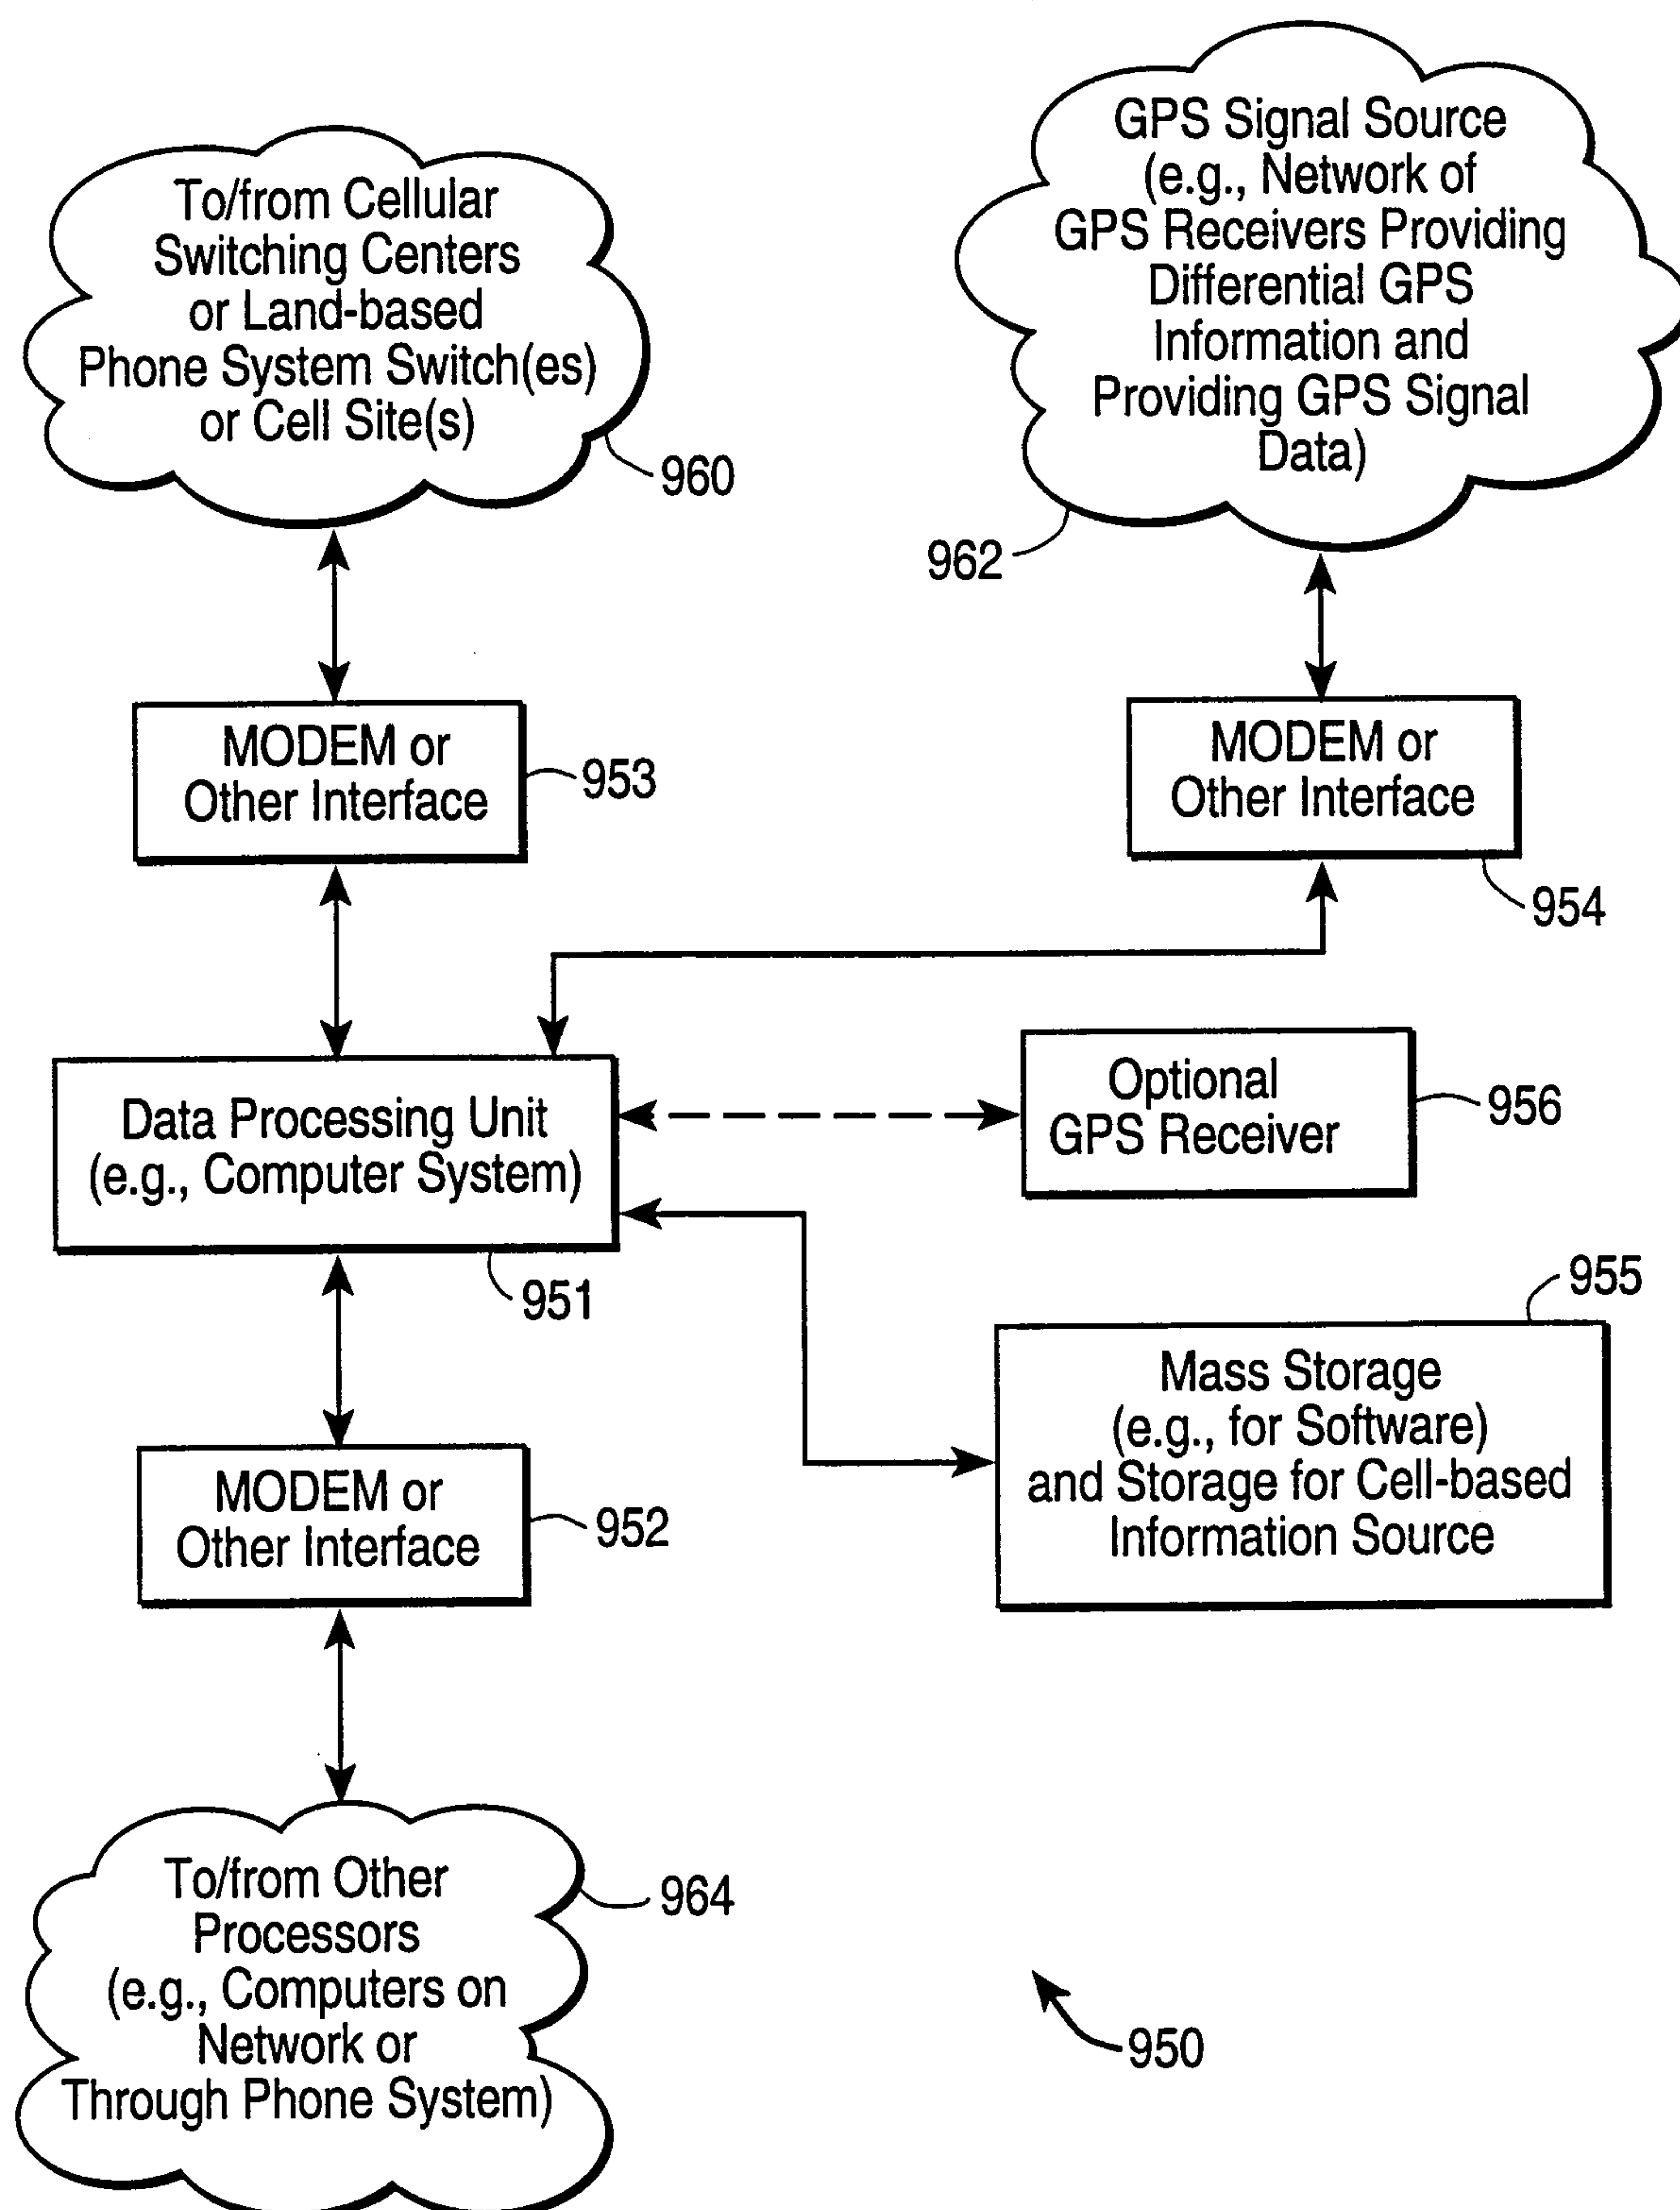 To/from Cellular
Switching Centers
or Land-based
Phone System Switch(es)
or Cell Site(s)
960
GPS Signal Source
(e.g., Network of
GPS Receivers Providing
Differential GPS
Information and
Providing GPS Signal
Data)
962
MODEM or
Other Interface
953
MODEM or
Other Interface
954
Data Processing Unit
(e.g., Computer System)
951
Optional
GPS Receiver
956
955
Mass Storage
(e.g., for Software)
and Storage for Cell-based
Information Source
MODEM or
Other Interface
952
To/from Other
Processors
(e.g., Computers on
Network or
Through Phone System)
964
950